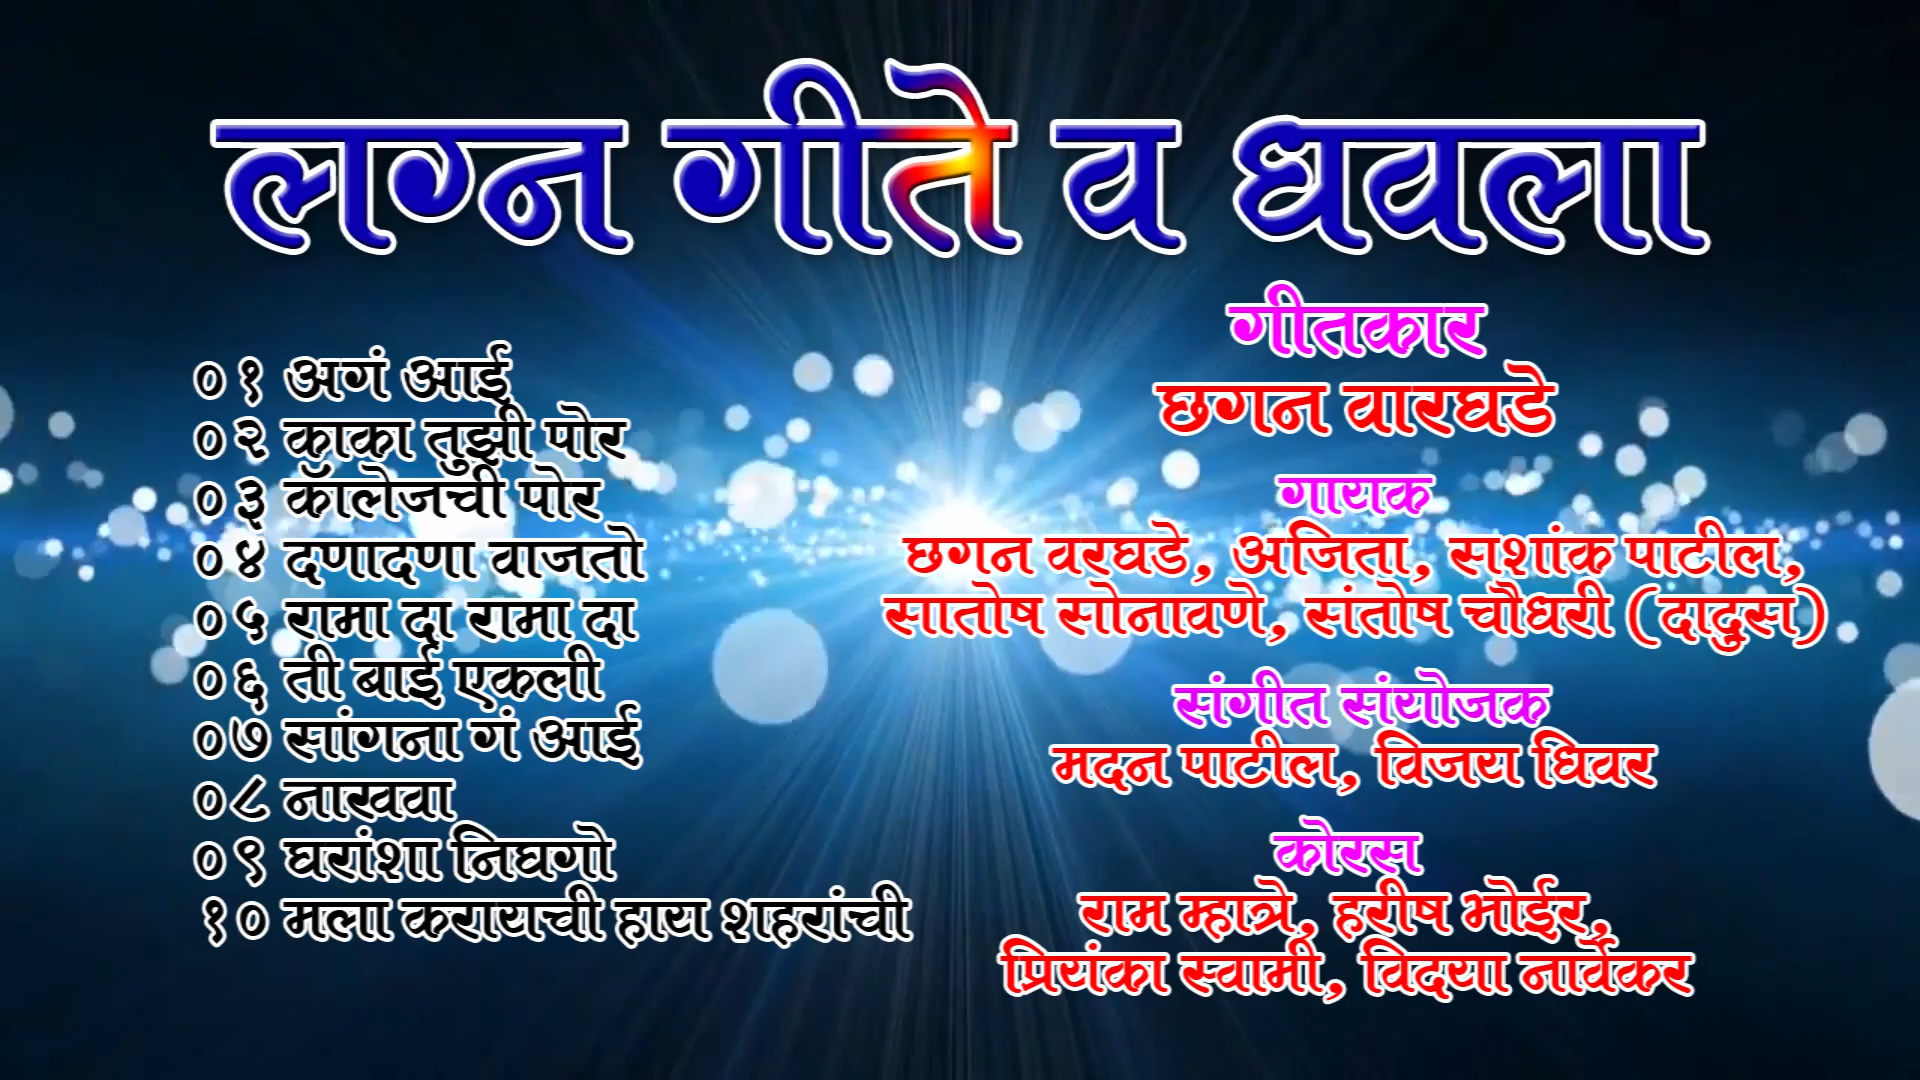 लग्न गीते व धवला
०१ अगं आई
०२ काका तुझी पोर
०३ कॅालेजची पोर
०४ दणादणा वाजतो
०५ रामा दा रामा दा
०६ ती बाई एकली
०७ सांगना गं आई
०८ नाखवा
०९ घरांशा निघगो
१० मला करायची हाय शहरांची
गीतकार
छगन वारघडे
गायक
छगन वरघडे, अजिता, सशांक पाटील,
सातोष सोनावणे, संतोष चौधरी (दादुस)
संगीत संयोजक
मदन पाटील, विजय धिवर
कोरस
राम म्हात्रे, हरीष भोईर,
प्रियंका स्वामी, विदया नार्वेकर